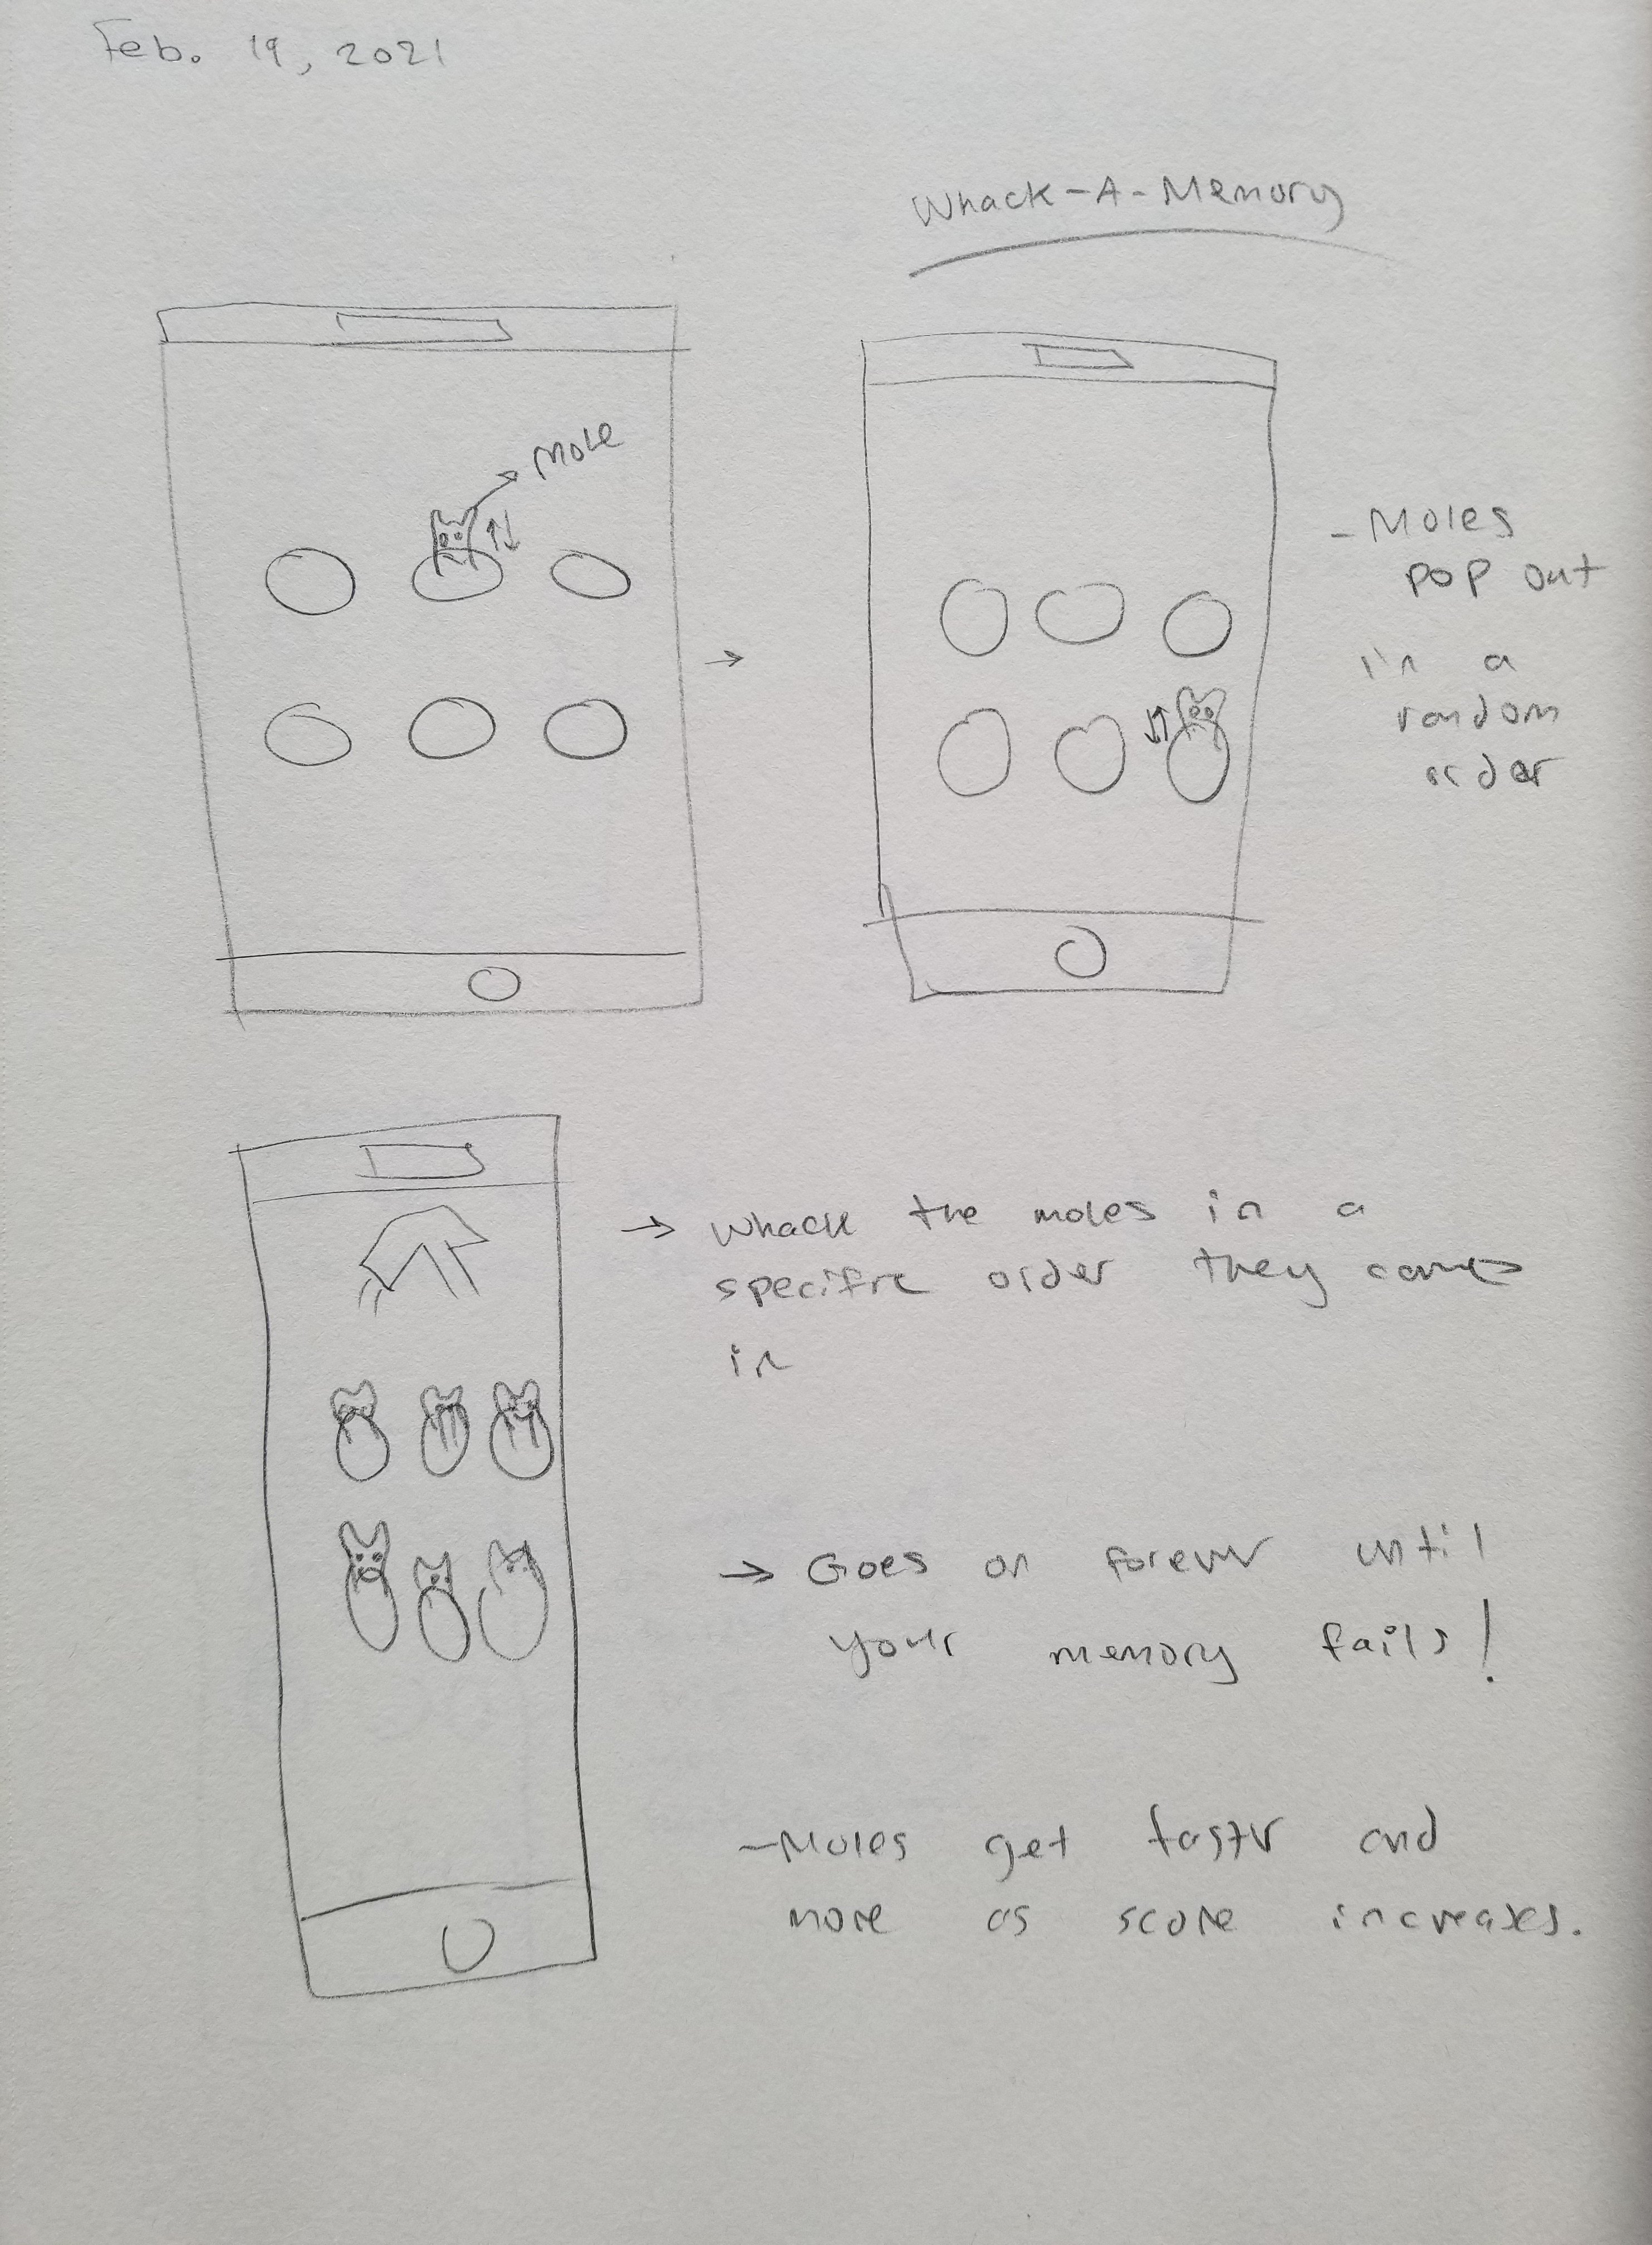 Feb. 19, 2021
Whack-A-Memory
Mole
- Moles
pop out
in a
random
order
→
→ Whack the moles in a
specific order they came
in
→ Goes on forever until
your memory fails!
- Moles get faster and
more as score increases.